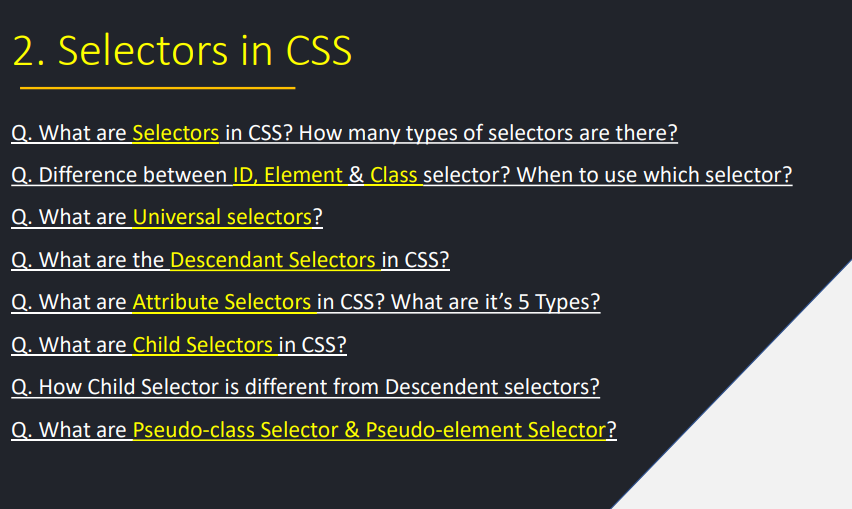 2. Selectors in CSS
Q. What are Selectors in CSS? How many types of selectors are there?
Q. Difference between ID, Element & Class selector? When to use which selector?
Q. What are Universal selectors?
Q. What are the Descendant Selectors in CSS?
Q. What are Attribute Selectors in CSS? What are it’s 5 Types?
Q. What are Child Selectors in CSS?
Q. How Child Selector is different from Descendent selectors?
Q. What are Pseudo-class Selector & Pseudo-element Selector?